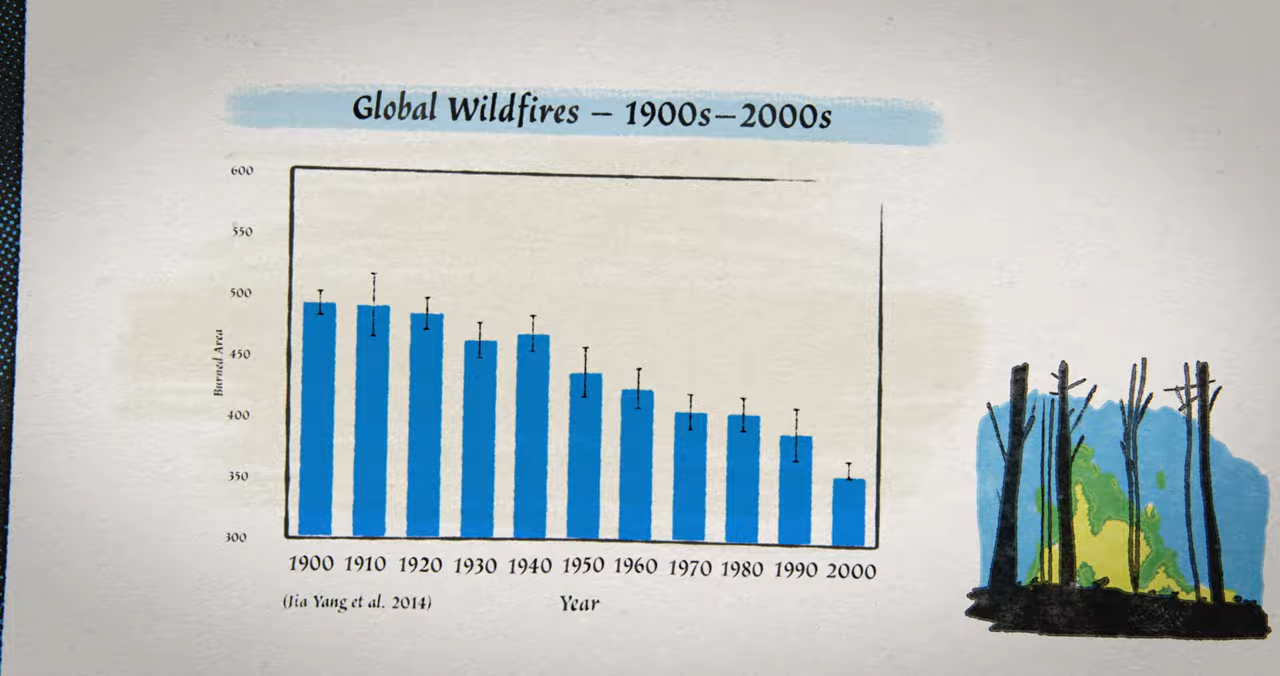 Global Wildfires – 1900s–2000s
600
550
500
450
400
350
300
Burned Area
1900 1910 1920 1930 1940 1950 1960 1970 1980 1990 2000
(Jia Yang et al. 2014)
Year